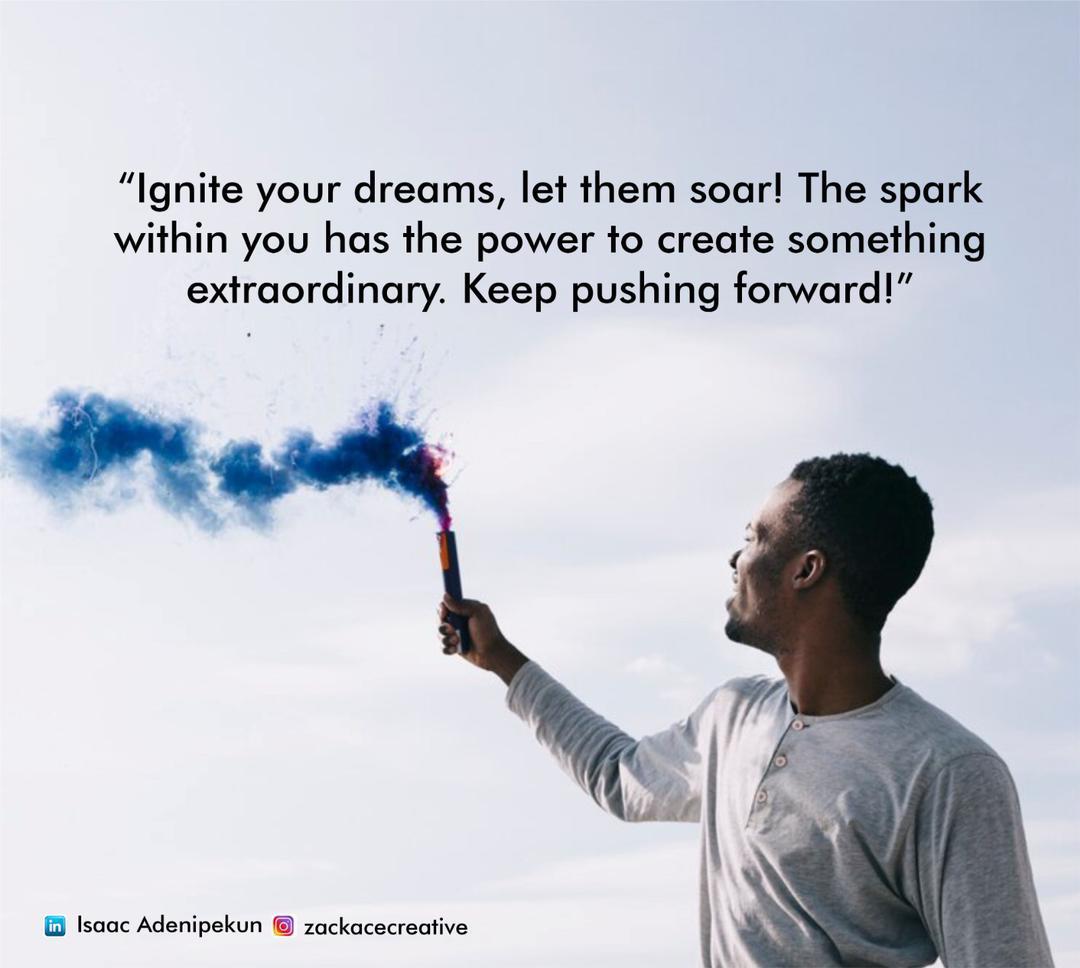 “Ignite your dreams, let them soar! The spark
within you has the power to create something
extraordinary. Keep pushing forward!”
in Isaac Adenipekun zackacecreative